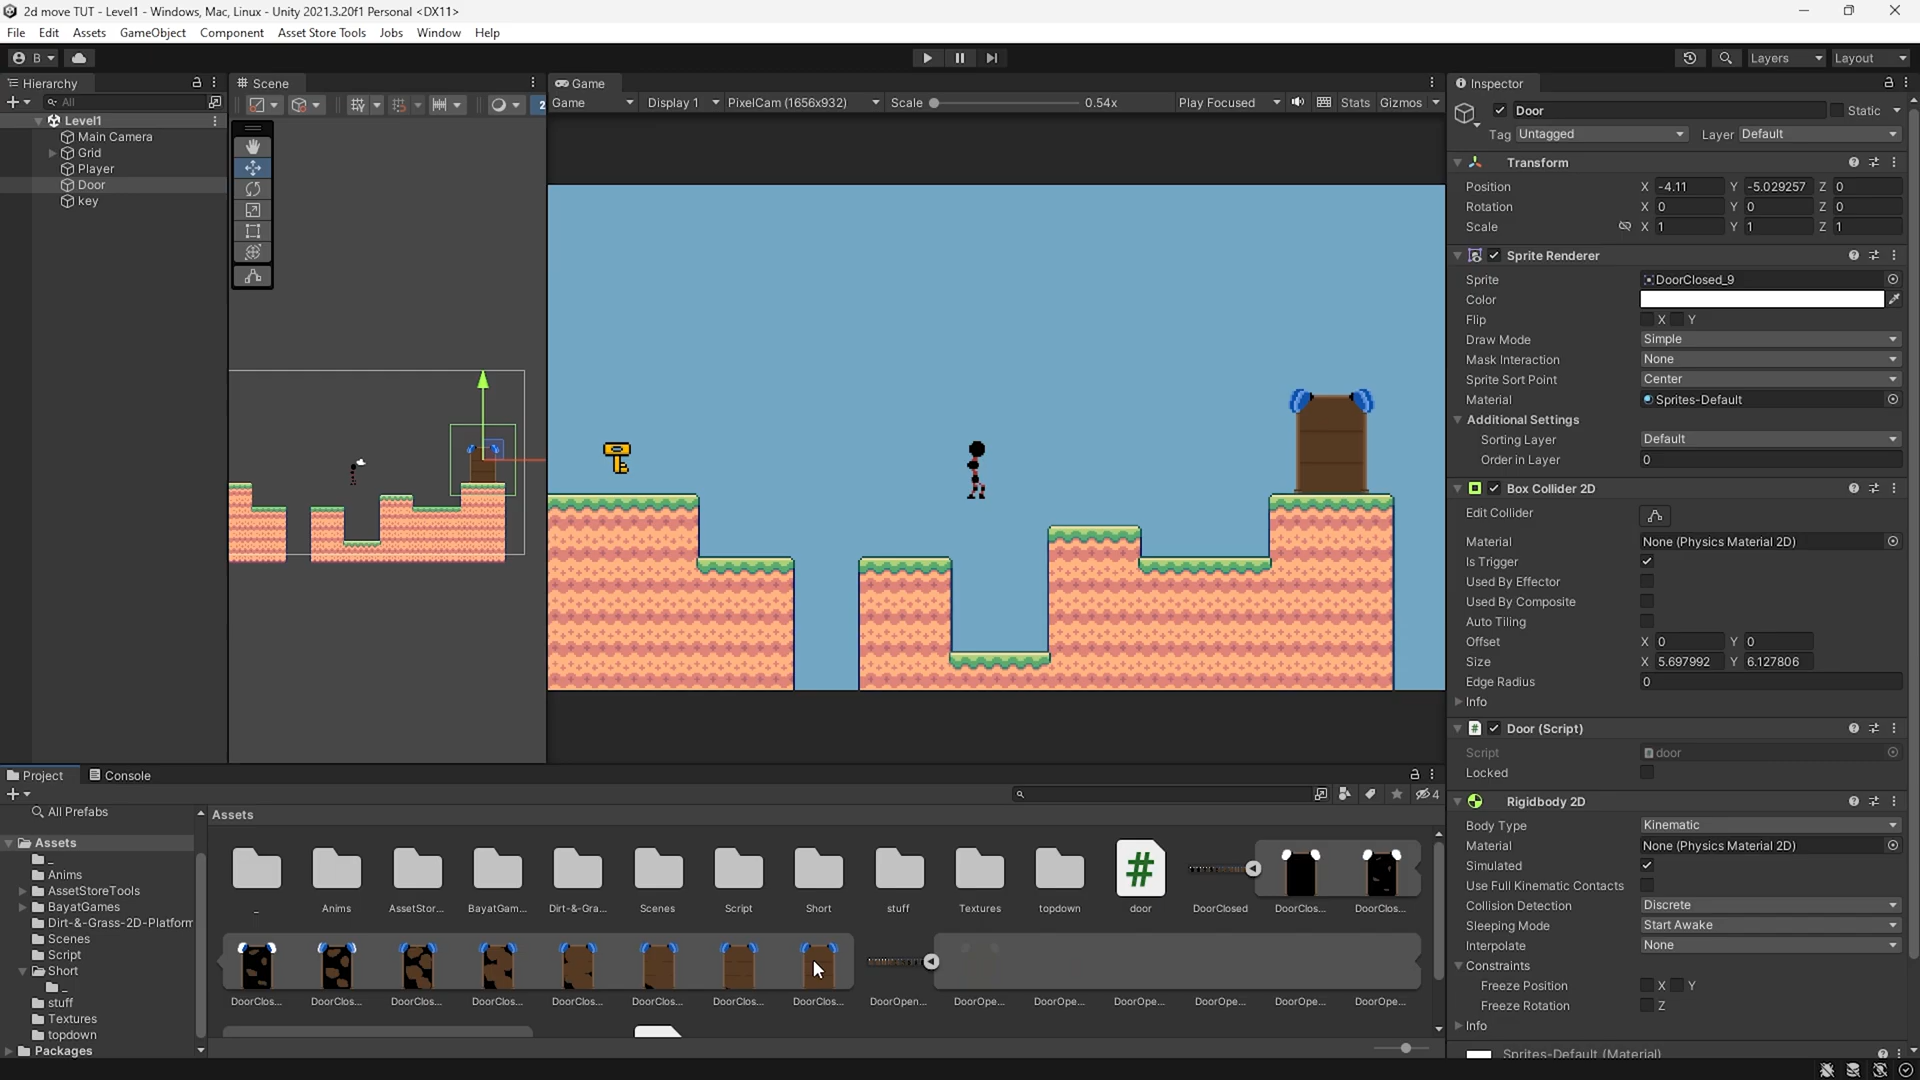 2d move TUT - Level1 - Windows, Mac, Linux - Unity 2021.3.20f1 Personal <DX11>
File Edit Assets GameObject Component Asset Store Tools Jobs Window Help
B Layers Layout
Hierarchy
All
Level1
Main Camera
Grid
Player
Door
key
Scene
2
Game
Game Display 1 PixelCam (1656x932) Scale 0.54x Play Focused Stats Gizmos
Inspector
Door Static
Tag Untagged Layer Default
Transform
Position X -4.11 Y -5.029257 Z 0
Rotation X 0 Y 0 Z 0
Scale X 1 Y 1 Z 1
Sprite Renderer
Sprite DoorClosed_9
Color
Flip X Y
Draw Mode Simple
Mask Interaction None
Sprite Sort Point Center
Material Sprites-Default
Additional Settings
Sorting Layer Default
Order in Layer 0
Box Collider 2D
Edit Collider
Material None (Physics Material 2D)
Is Trigger
Used By Effector
Used By Composite
Auto Tiling
Offset X 0 Y 0
Size X 5.697992 Y 6.127806
Edge Radius 0
Info
Door (Script)
Script door
Locked
Rigidbody 2D
Body Type Kinematic
Material None (Physics Material 2D)
Simulated
Use Full Kinematic Contacts
Collision Detection Discrete
Sleeping Mode Start Awake
Interpolate None
Constraints
Freeze Position X Y
Freeze Rotation Z
Info
Sprites-Default (Material)
Project Console
4
All Prefabs
Assets
_
Anims
AssetStoreTools
BayatGames
Dirt-&-Grass-2D-Platform
Scenes
Script
Short
_
stuff
Textures
topdown
Packages
Assets
_ Anims AssetStor... BayatGam... Dirt-&-Gra... Scenes Script Short stuff Textures topdown door DoorClosed DoorClos... DoorClos...
#
DoorClos... DoorClos... DoorClos... DoorClos... DoorClos... DoorClos... DoorClos... DoorClos... DoorOpen... DoorOpe... DoorOpe... DoorOpe... DoorOpe... DoorOpe... DoorOpe...